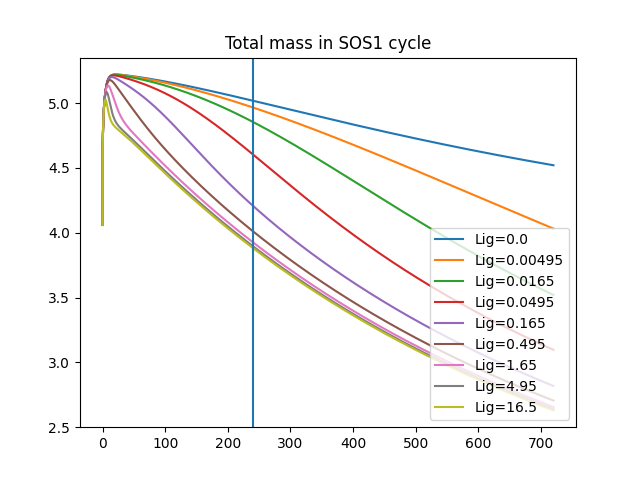 Total mass in SOS1 cycle
5.0
4.5
4.0
3.5
3.0
2.5
0 100 200 300 400 500 600 700
Lig=0.0
Lig=0.00495
Lig=0.0165
Lig=0.0495
Lig=0.165
Lig=0.495
Lig=1.65
Lig=4.95
Lig=16.5